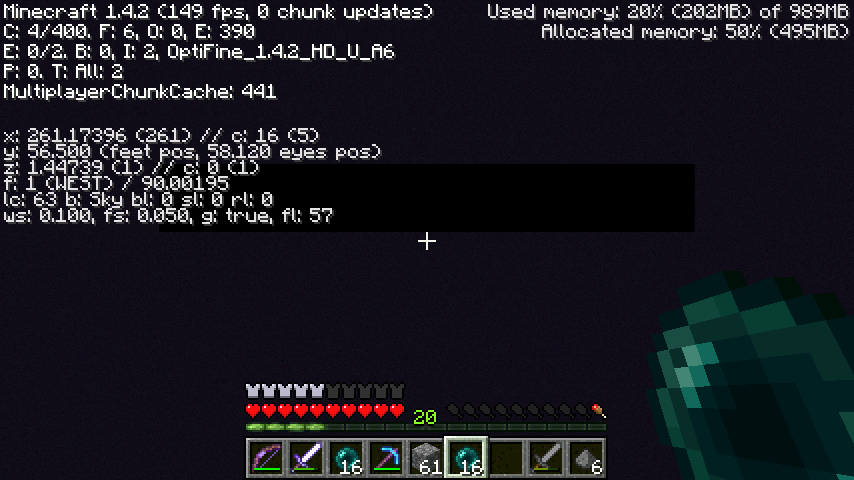 Minecraft 1.4.2 (149 fps, 0 chunk updates)
C: 4/400. F: 6, O: 0, E: 390
E: 0/2. B: 0, I: 2, OptiFine_1.4.2_HD_U_A6
P: 0. T: All: 2
MultiplayerChunkCache: 441
Used memory: 20% (202MB) of 989MB
Allocated memory: 50% (495MB)
x: 261.17396 (261) // c: 16 (5)
y: 56.500 (feet pos, 58.120 eyes pos)
z: 1.44739 (1) // c: 0 (1)
f: 1 (WEST) / 90.00195
lc: 63 b: Sky bl: 0 sl: 0 rl: 0
ws: 0.100, fs: 0.050, g: true, fl: 57
20
16 61 16 6